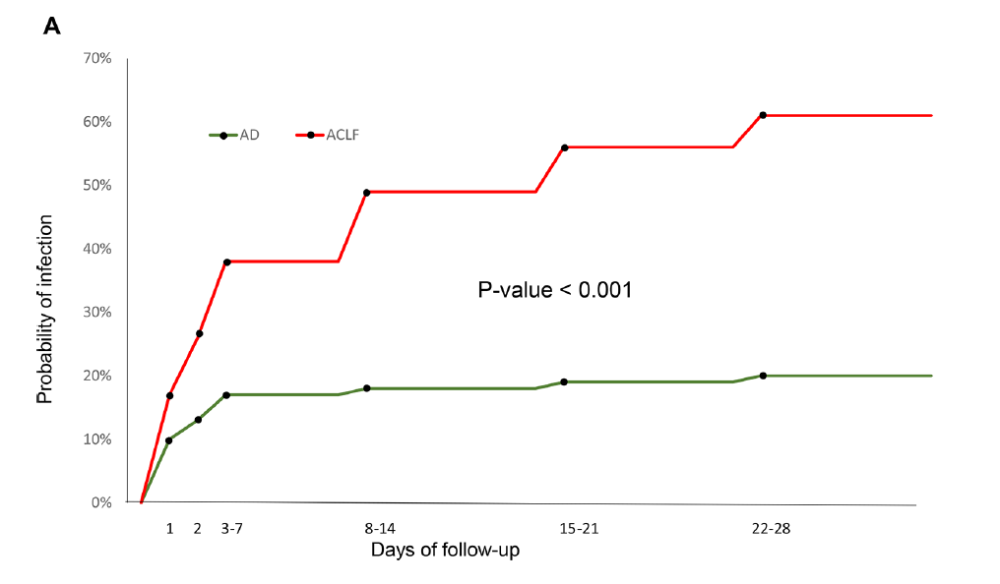 A
70%
60%
50%
40%
30%
20%
10%
0%
AD ACLF
P-value < 0.001
Probability of infection
1 2 3-7 8-14 15-21 22-28
Days of follow-up